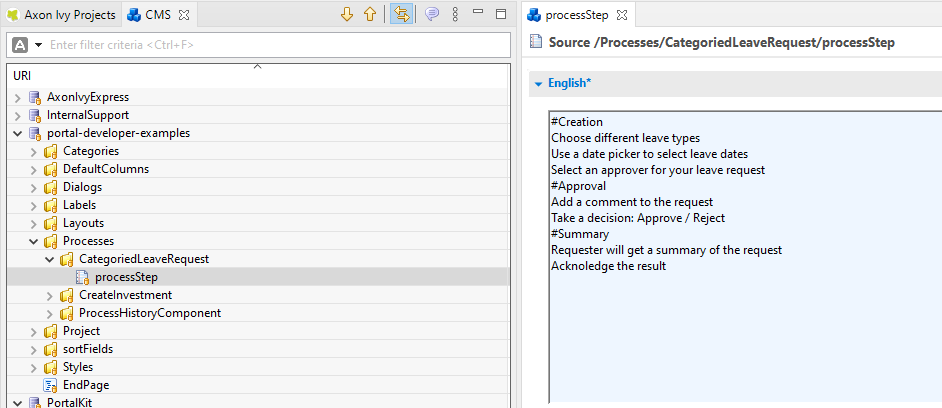 Axon Ivy Projects
CMS
A
Enter filter criteria <Ctrl+F>
URI
AxonIvyExpress
InternalSupport
portal-developer-examples
Categories
DefaultColumns
Dialogs
Labels
Layouts
Processes
CategoriedLeaveRequest
processStep
CreateInvestment
ProcessHistoryComponent
Project
sortFields
Styles
EndPage
PortalKit
processStep
Source /Processes/CategoriedLeaveRequest/processStep
English*
#Creation
Choose different leave types
Use a date picker to select leave dates
Select an approver for your leave request
#Approval
Add a comment to the request
Take a decision: Approve / Reject
#Summary
Requester will get a summary of the request
Acknoledge the result